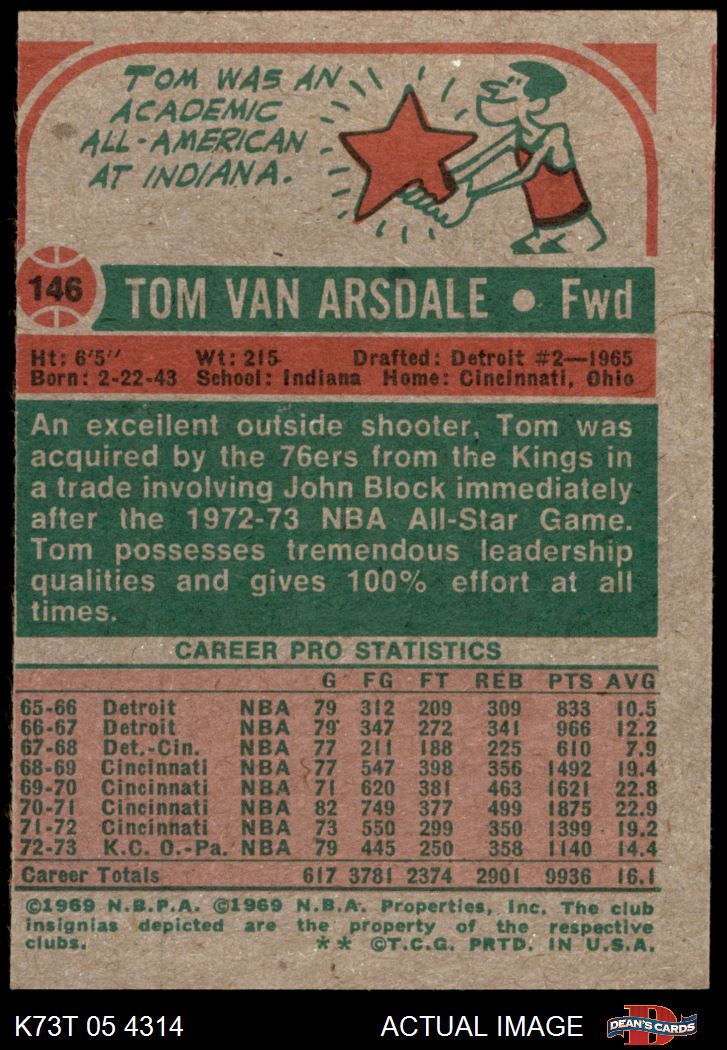 TOM WAS AN
ACADEMIC
ALL-AMERICAN
AT INDIANA.
146
TOM VAN ARSDALE • Fwd
Ht: 6'5" Wt: 215 Drafted: Detroit #2—1965
Born: 2-22-43 School: Indiana Home: Cincinnati, Ohio
An excellent outside shooter, Tom was
acquired by the 76ers from the Kings in
a trade involving John Block immediately
after the 1972-73 NBA All-Star Game.
Tom possesses tremendous leadership
qualities and gives 100% effort at all
times.
CAREER PRO STATISTICS
G FG FT REB PTS AVG
65-66 Detroit NBA 79 312 209 309 833 10.5
66-67 Detroit NBA 79 347 272 341 966 12.2
67-68 Det.-Cin. NBA 77 211 188 225 610 7.9
68-69 Cincinnati NBA 77 547 398 356 1492 19.4
69-70 Cincinnati NBA 71 620 381 463 1621 22.8
70-71 Cincinnati NBA 82 749 377 499 1875 22.9
71-72 Cincinnati NBA 73 550 299 350 1399 19.2
72-73 K.C. O.-Pa. NBA 79 445 250 358 1140 14.4
Career Totals 617 3781 2374 2901 9936 16.1
©1969 N.B.P.A. ©1969 N.B.A. Properties, Inc. The club
insignias depicted are the property of the respective
clubs. ** ©T.C.G. PRTD. IN U.S.A.
K73T 05 4314 ACTUAL IMAGE DEAN'S CARDS